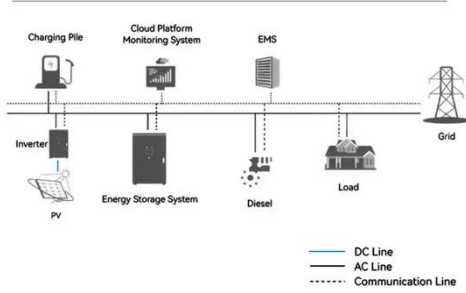 Charging Pile
Cloud Platform
Monitoring System
EMS
Grid
Inverter
PV
Energy Storage System
Diesel
Load
DC Line
AC Line
Communication Line